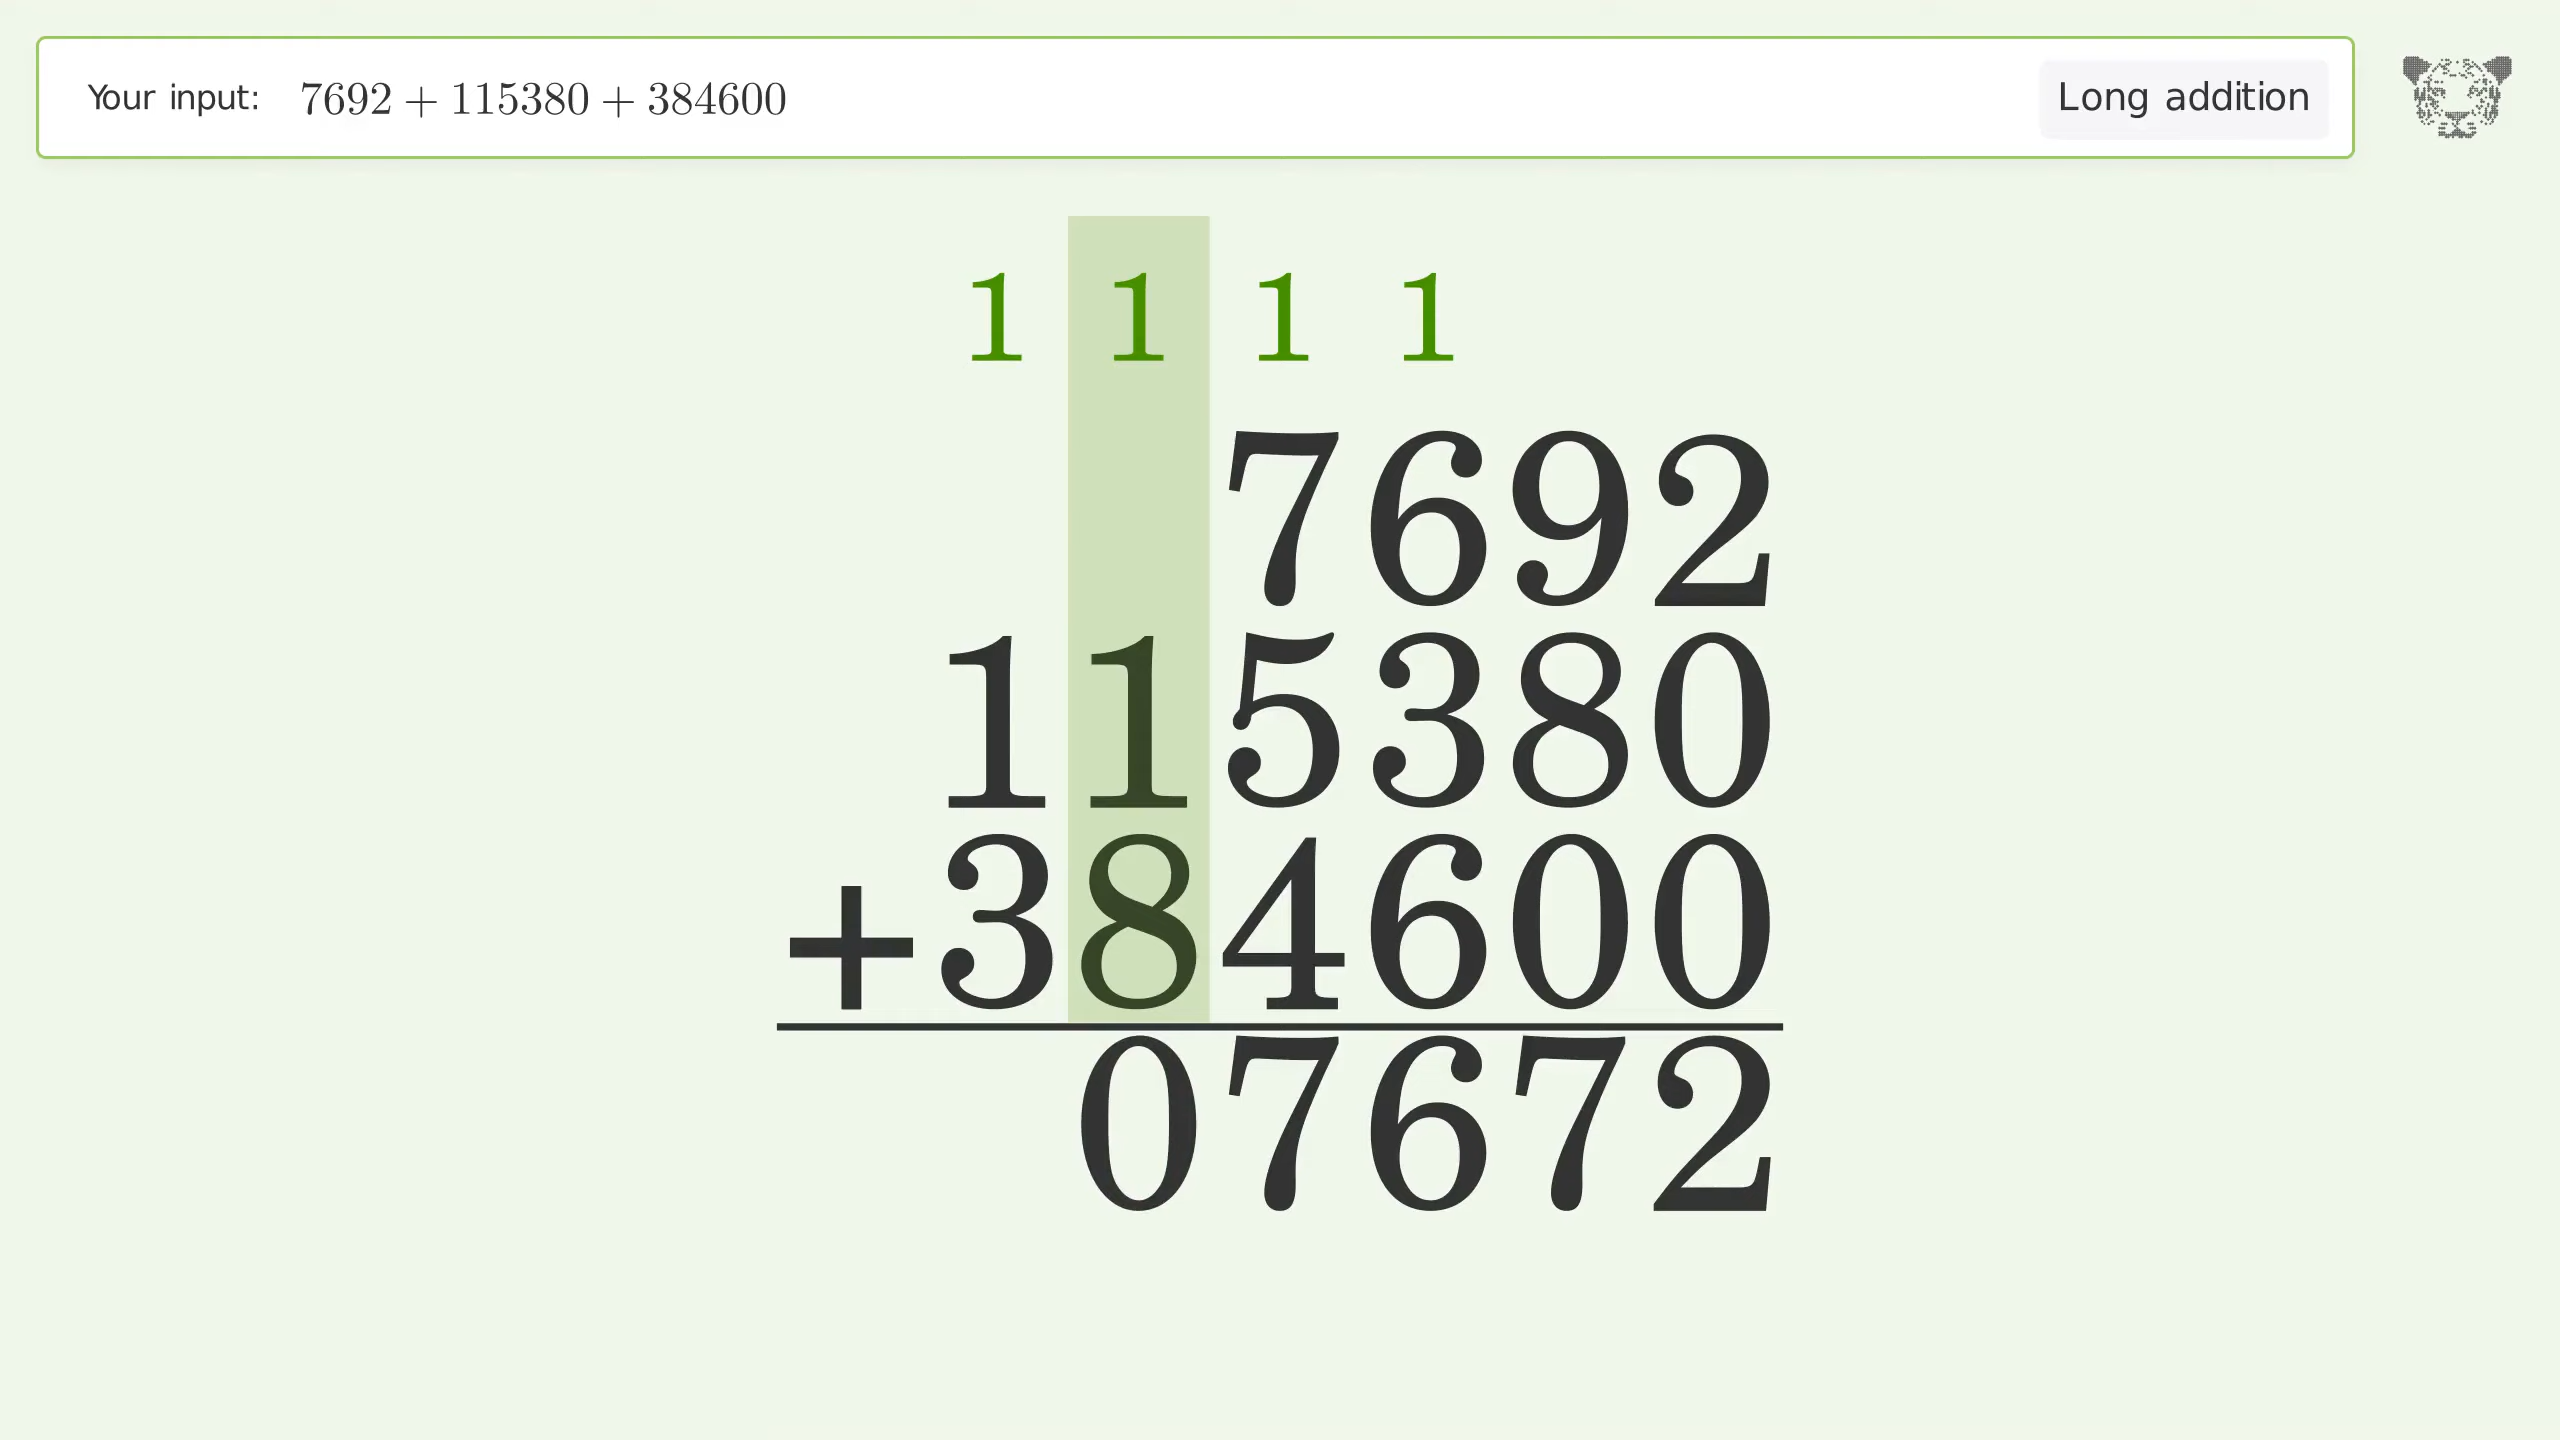 Your input: 7692 + 115380 + 384600
Long addition
1 1 1 1
7692
115380
+384600
07672